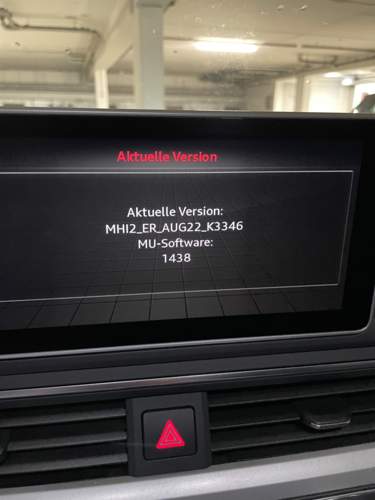 Aktuelle Version
Aktuelle Version:
MHI2_ER_AUG22_K3346
MU-Software:
1438